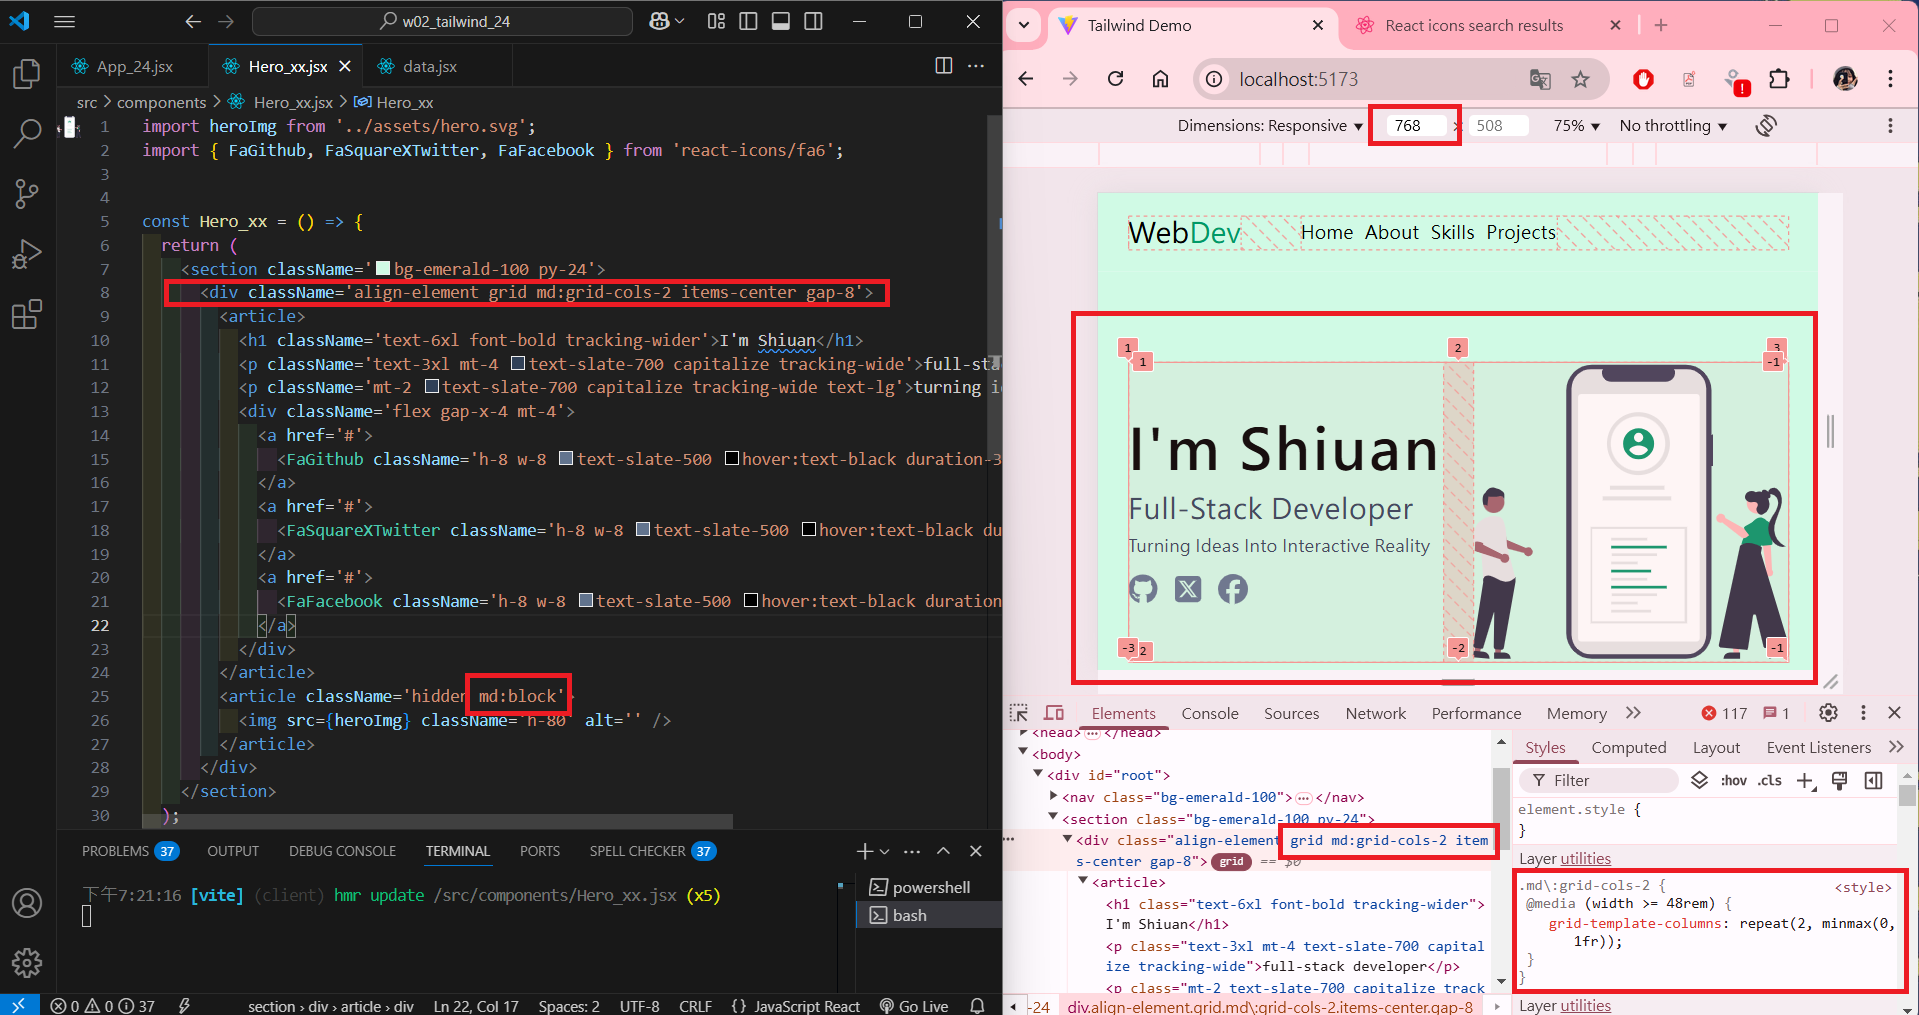 w02_tailwind_24
App_24.jsx
Hero_xx.jsx
data.jsx
src > components > Hero_xx.jsx > Hero_xx
1 import heroImg from '../assets/hero.svg';
2 import { FaGithub, FaSquareXTwitter, FaFacebook } from 'react-icons/fa6';
3
4
5 const Hero_xx = () => {
6 return (
7 <section className='bg-emerald-100 py-24'>
8 <div className='align-element grid md:grid-cols-2 items-center gap-8'>
9 <article>
10 <h1 className='text-6xl font-bold tracking-wider'>I'm Shiuan</h1>
11 <p className='text-3xl mt-4 text-slate-700 capitalize tracking-wide'>full-sta
12 <p className='mt-2 text-slate-700 capitalize tracking-wide text-lg'>turning i
13 <div className='flex gap-x-4 mt-4'>
14 <a href='#'>
15 <FaGithub className='h-8 w-8 text-slate-500 hover:text-black duration-3
16 </a>
17 <a href='#'>
18 <FaSquareXTwitter className='h-8 w-8 text-slate-500 hover:text-black du
19 </a>
20 <a href='#'>
21 <FaFacebook className='h-8 w-8 text-slate-500 hover:text-black duration
22 </a>
23 </div>
24 </article>
25 <article className='hidden md:block'>
26 <img src={heroImg} className='h-80' alt='' />
27 </article>
28 </div>
29 </section>
30 );
PROBLEMS 37 OUTPUT DEBUG CONSOLE TERMINAL PORTS SPELL CHECKER 37
下午7:21:16 [vite] (client) hmr update /src/components/Hero_xx.jsx (x5)
powershell
bash
0 0 37 section > div > article > div Ln 22, Col 17 Spaces: 2 UTF-8 CRLF {} JavaScript React Go Live
Tailwind Demo
React icons search results
localhost:5173
Dimensions: Responsive 768 × 508 75% No throttling
WebDev Home About Skills Projects
1 2 3
1 -1
I'm Shiuan
Full-Stack Developer
Turning Ideas Into Interactive Reality
-3 2 -2 -1
Elements Console Sources Network Performance Memory 117 1
<head> ... </head>
<body>
<div id="root">
<nav class="bg-emerald-100"> ... </nav>
<section class="bg-emerald-100 py-24">
<div class="align-element grid md:grid-cols-2 item
s-center gap-8"> grid == $0
<article>
<h1 class="text-6xl font-bold tracking-wider">
I'm Shiuan</h1>
<p class="text-3xl mt-4 text-slate-700 capital
ize tracking-wide">full-stack developer</p>
<p class="mt-2 text-slate-700 capitalize track
-24 div.align-element.grid.md\:grid-cols-2.items-center.gap-8
Styles Computed Layout Event Listeners
Filter :hov .cls
element.style {
}
Layer utilities
.md\:grid-cols-2 { <style>
@media (width >= 48rem) {
grid-template-columns: repeat(2, minmax(0,
1fr));
}
}
Layer utilities